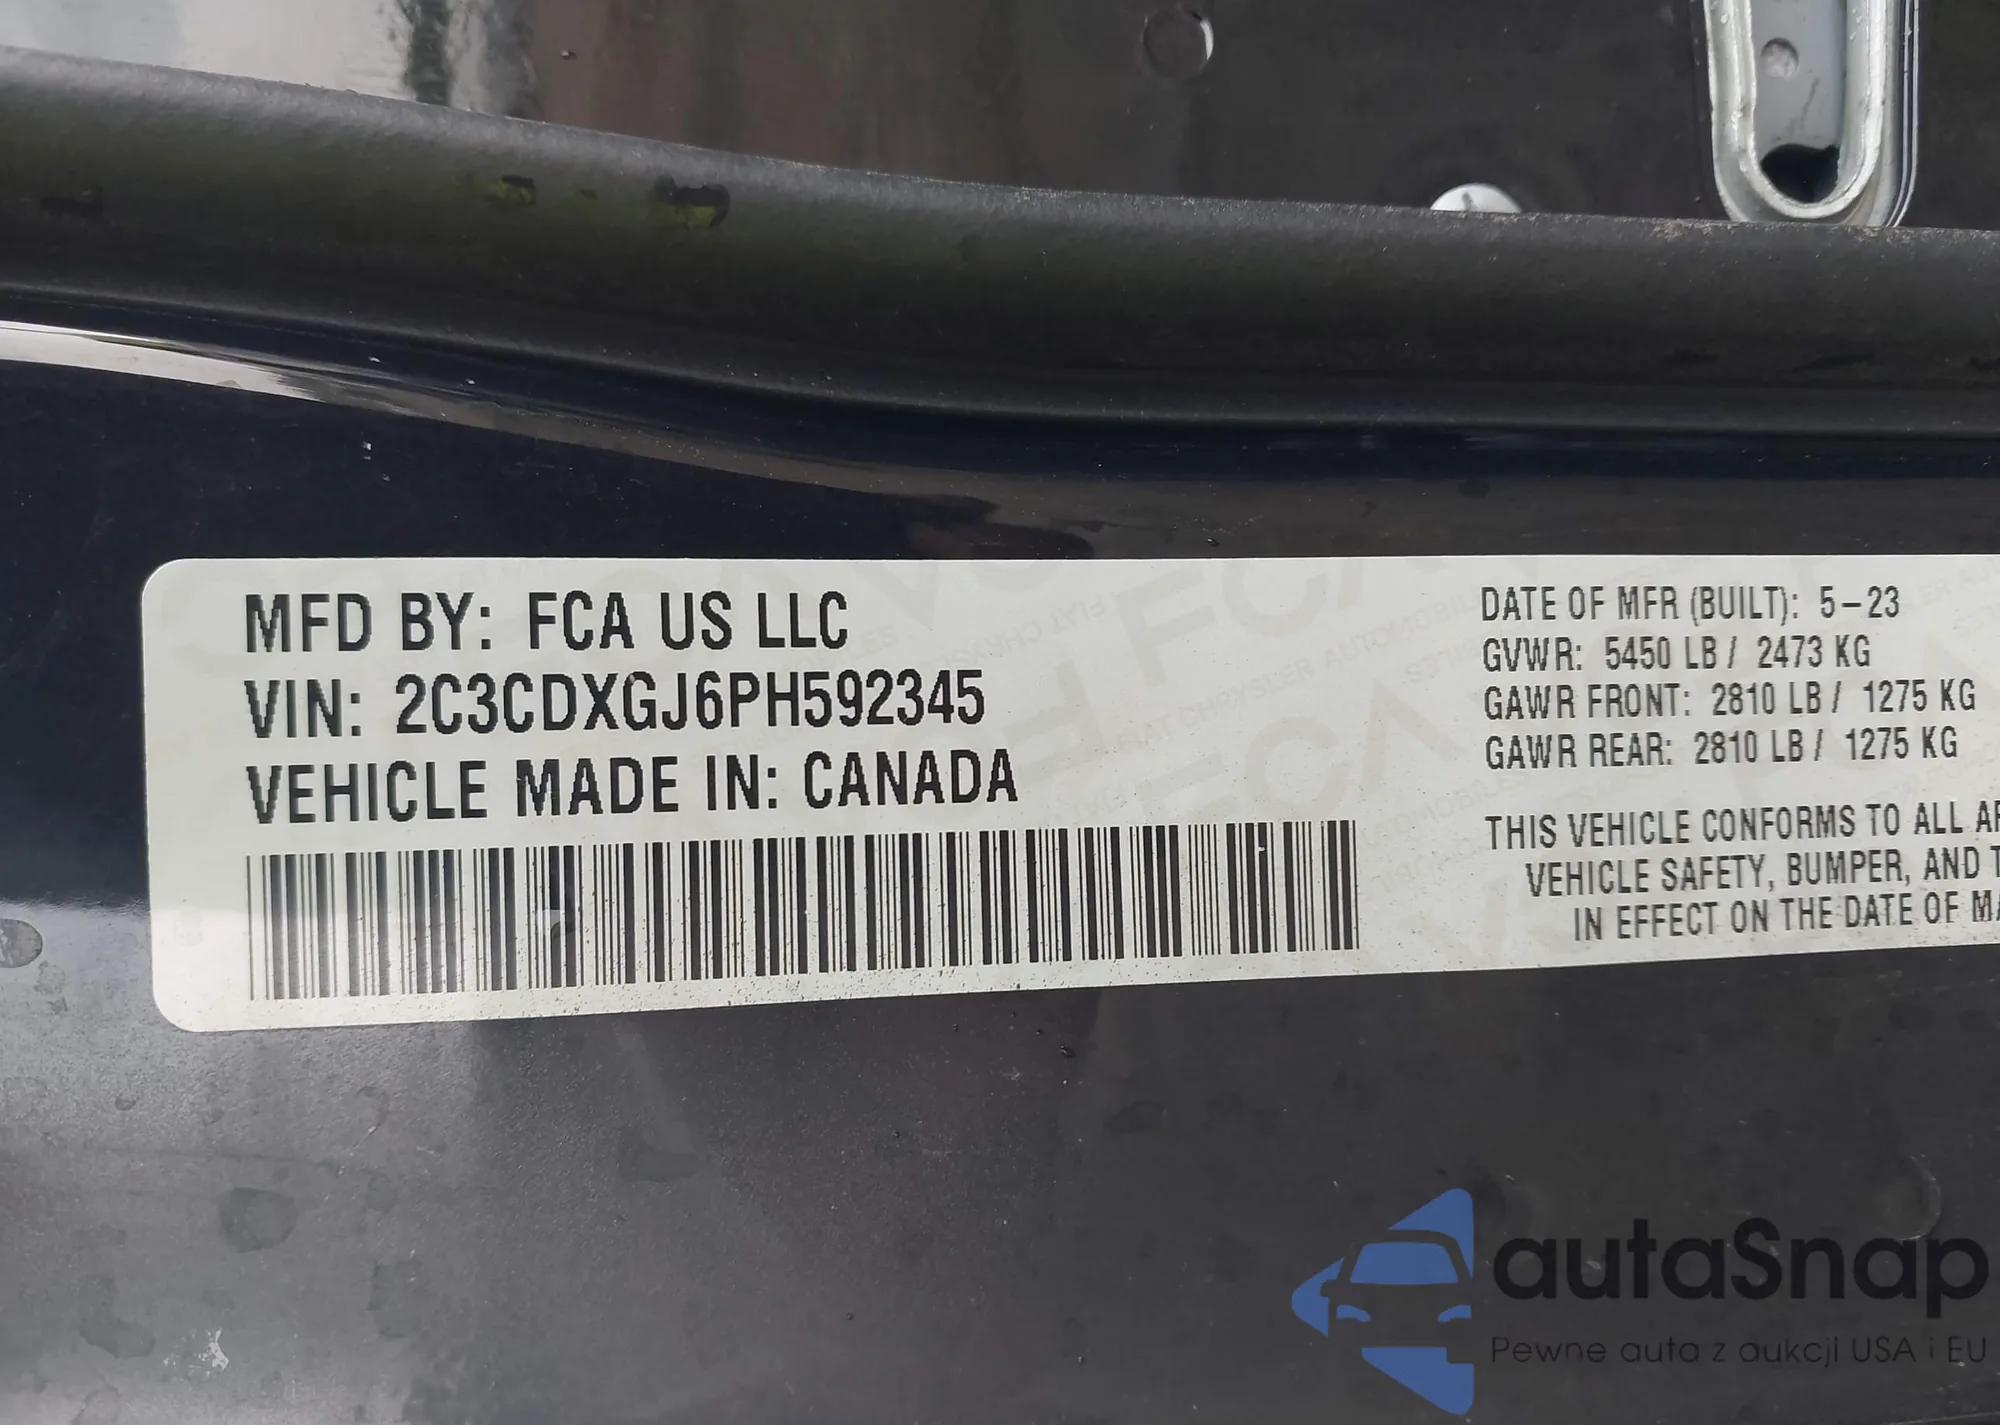 MFD BY: FCA US LLC
VIN: 2C3CDXGJ6PH592345
VEHICLE MADE IN: CANADA
DATE OF MFR (BUILT): 5-23
GVWR: 5450 LB / 2473 KG
GAWR FRONT: 2810 LB / 1275 KG
GAWR REAR: 2810 LB / 1275 KG
THIS VEHICLE CONFORMS TO ALL
VEHICLE SAFETY, BUMPER, AND
IN EFFECT ON THE DATE OF
autaSnap
Pewne auta z aukcji USA i EU